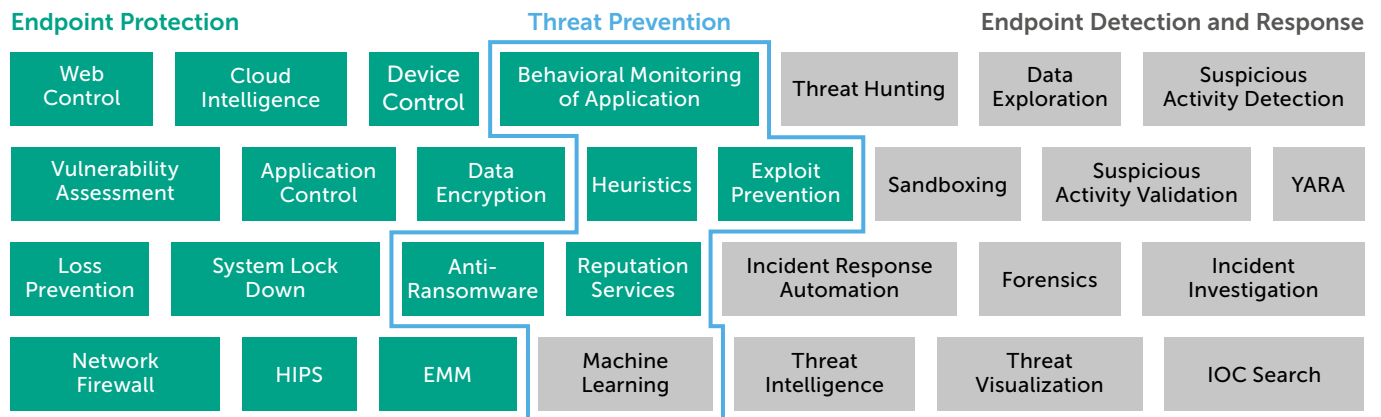 Endpoint Protection
Threat Prevention
Endpoint Detection and Response
Web
Control
Cloud
Intelligence
Device
Control
Behavioral Monitoring
of Application
Threat Hunting
Data
Exploration
Suspicious
Activity Detection
Vulnerability
Assessment
Application
Control
Data
Encryption
Heuristics
Exploit
Prevention
Sandboxing
Suspicious
Activity Validation
YARA
Loss
Prevention
System Lock
Down
Anti-
Ransomware
Reputation
Services
Incident Response
Automation
Forensics
Incident
Investigation
Network
Firewall
HIPS
EMM
Machine
Learning
Threat
Intelligence
Threat
Visualization
IOC Search